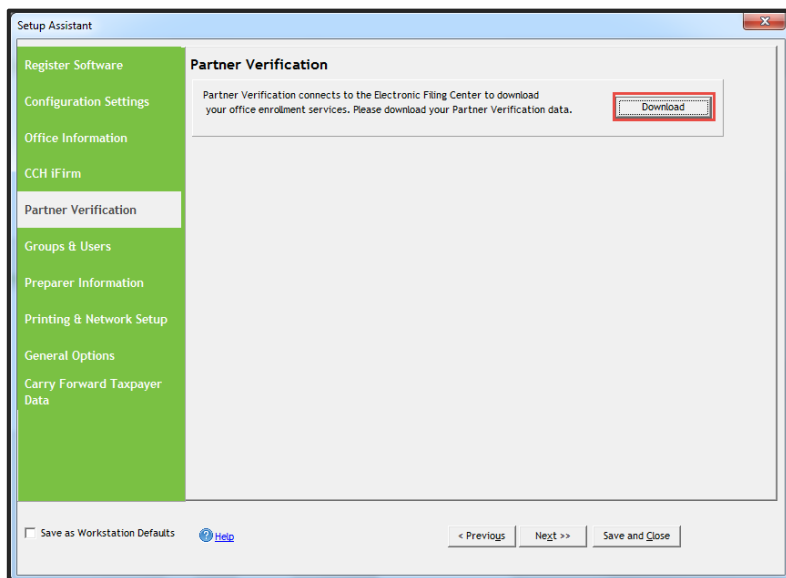 Setup Assistant
Register Software
Configuration Settings
Office Information
CCH iFirm
Partner Verification
Groups & Users
Preparer Information
Printing & Network Setup
General Options
Carry Forward Taxpayer
Data
Partner Verification
Partner Verification connects to the Electronic Filing Center to download
your office enrollment services. Please download your Partner Verification data.
Download
Save as Workstation Defaults
Help
< Previous
Next >>
Save and Close